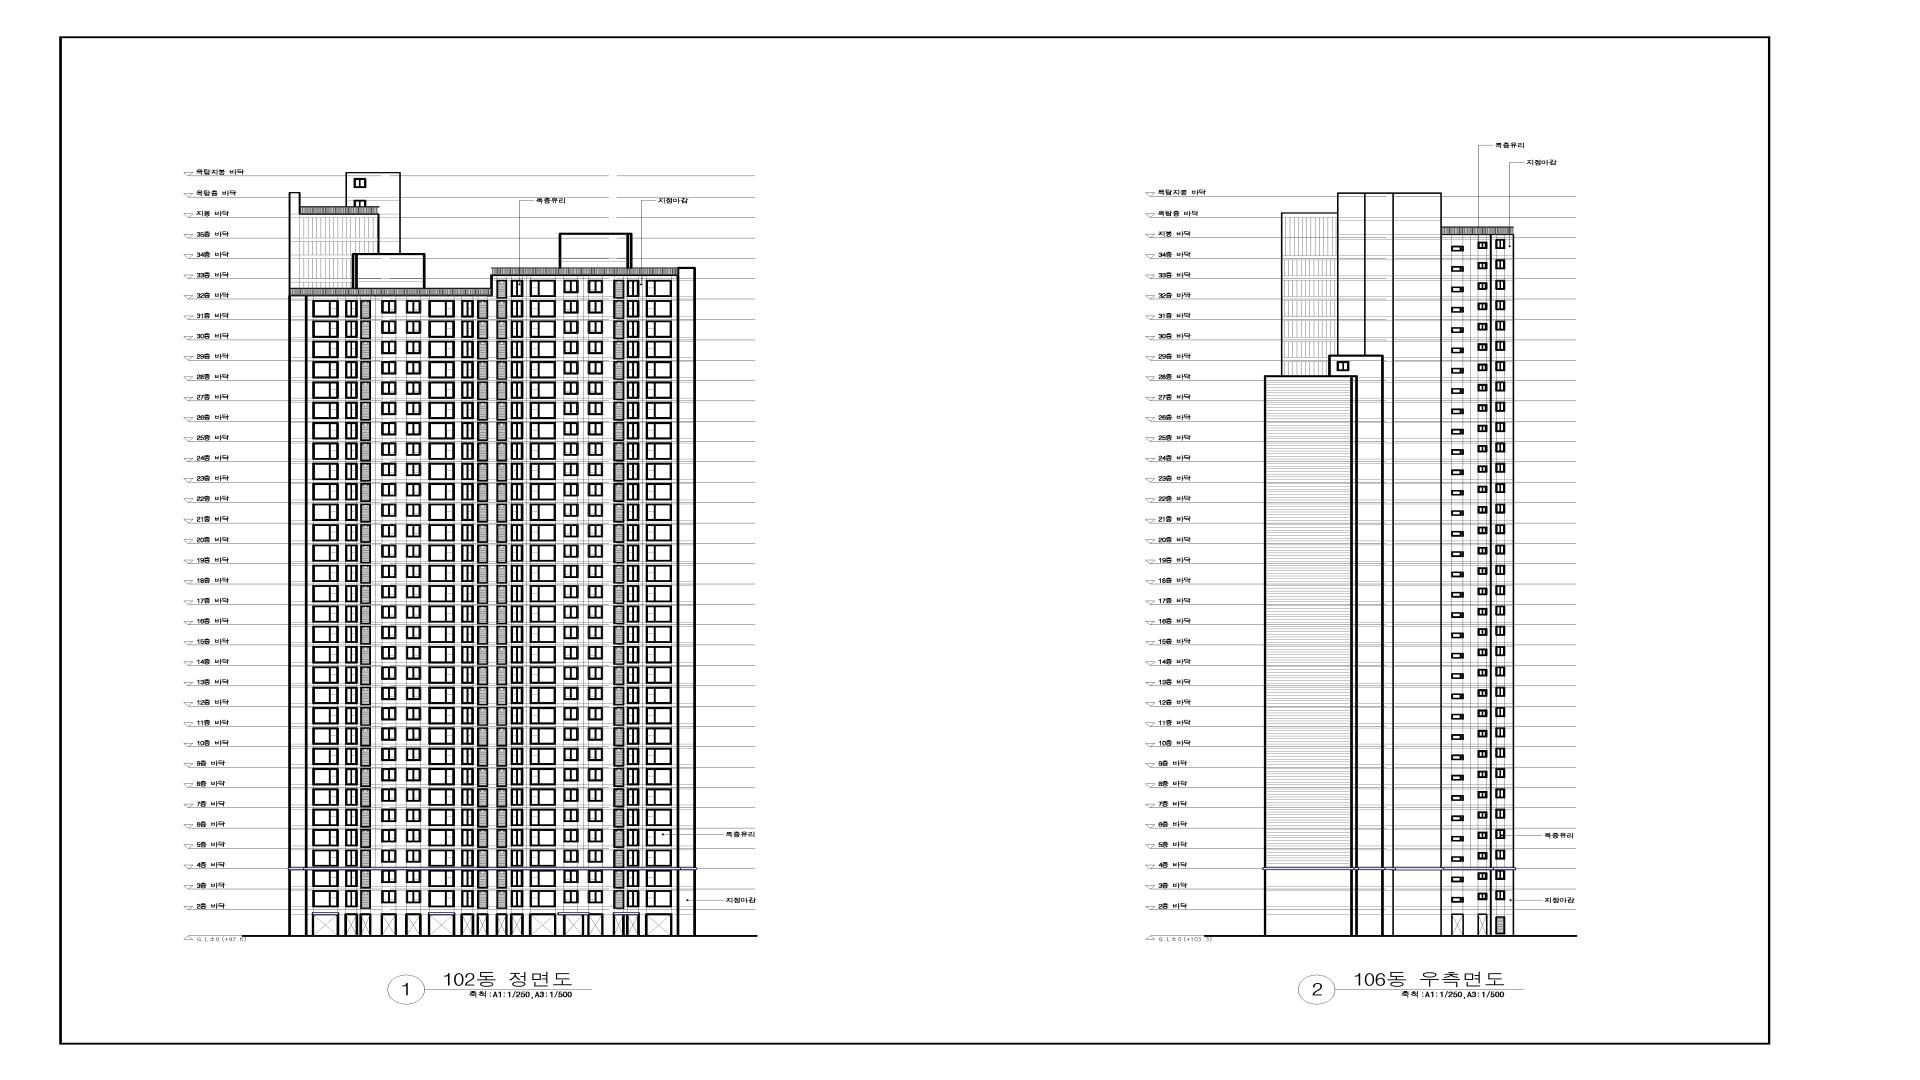 옥탑지붕 바닥
옥탑층 바닥
지붕 바닥
35층 바닥
34층 바닥
33층 바닥
32층 바닥
31층 바닥
30층 바닥
29층 바닥
28층 바닥
27층 바닥
26층 바닥
25층 바닥
24층 바닥
23층 바닥
22층 바닥
21층 바닥
20층 바닥
19층 바닥
18층 바닥
17층 바닥
16층 바닥
15층 바닥
14층 바닥
13층 바닥
12층 바닥
11층 바닥
10층 바닥
9층 바닥
8층 바닥
7층 바닥
6층 바닥
5층 바닥
4층 바닥
3층 바닥
2층 바닥
G.L±0(+97.6)
복층유리
지정마감
복층유리
지정마감
1
102동 정면도
축척 : A1: 1/250, A3: 1/500
복층유리
지정마감
옥탑지붕 바닥
옥탑층 바닥
지붕 바닥
34층 바닥
33층 바닥
32층 바닥
31층 바닥
30층 바닥
29층 바닥
28층 바닥
27층 바닥
26층 바닥
25층 바닥
24층 바닥
23층 바닥
22층 바닥
21층 바닥
20층 바닥
19층 바닥
18층 바닥
17층 바닥
16층 바닥
15층 바닥
14층 바닥
13층 바닥
12층 바닥
11층 바닥
10층 바닥
9층 바닥
8층 바닥
7층 바닥
6층 바닥
5층 바닥
4층 바닥
3층 바닥
2층 바닥
G.L±0(+103.3)
복층유리
지정마감
2
106동 우측면도
축척 : A1: 1/250, A3: 1/500